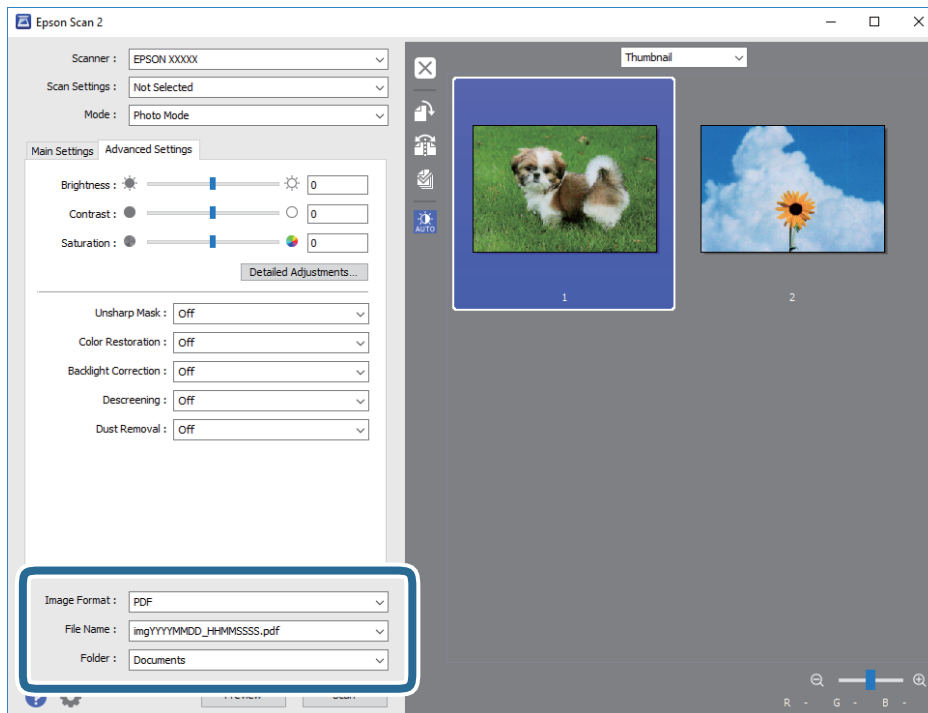 Epson Scan 2
Scanner : EPSON XXXXX
Scan Settings : Not Selected
Mode : Photo Mode
Main Settings Advanced Settings
Brightness : 0
Contrast : 0
Saturation : 0
Detailed Adjustments...
Unsharp Mask : Off
Color Restoration : Off
Backlight Correction : Off
Descreening : Off
Dust Removal : Off
Image Format : PDF
File Name : imgYYYYMMDD_HHMMSSSS.pdf
Folder : Documents
?
Preview Scan
Thumbnail
AUTO
1 2
R - G - B -